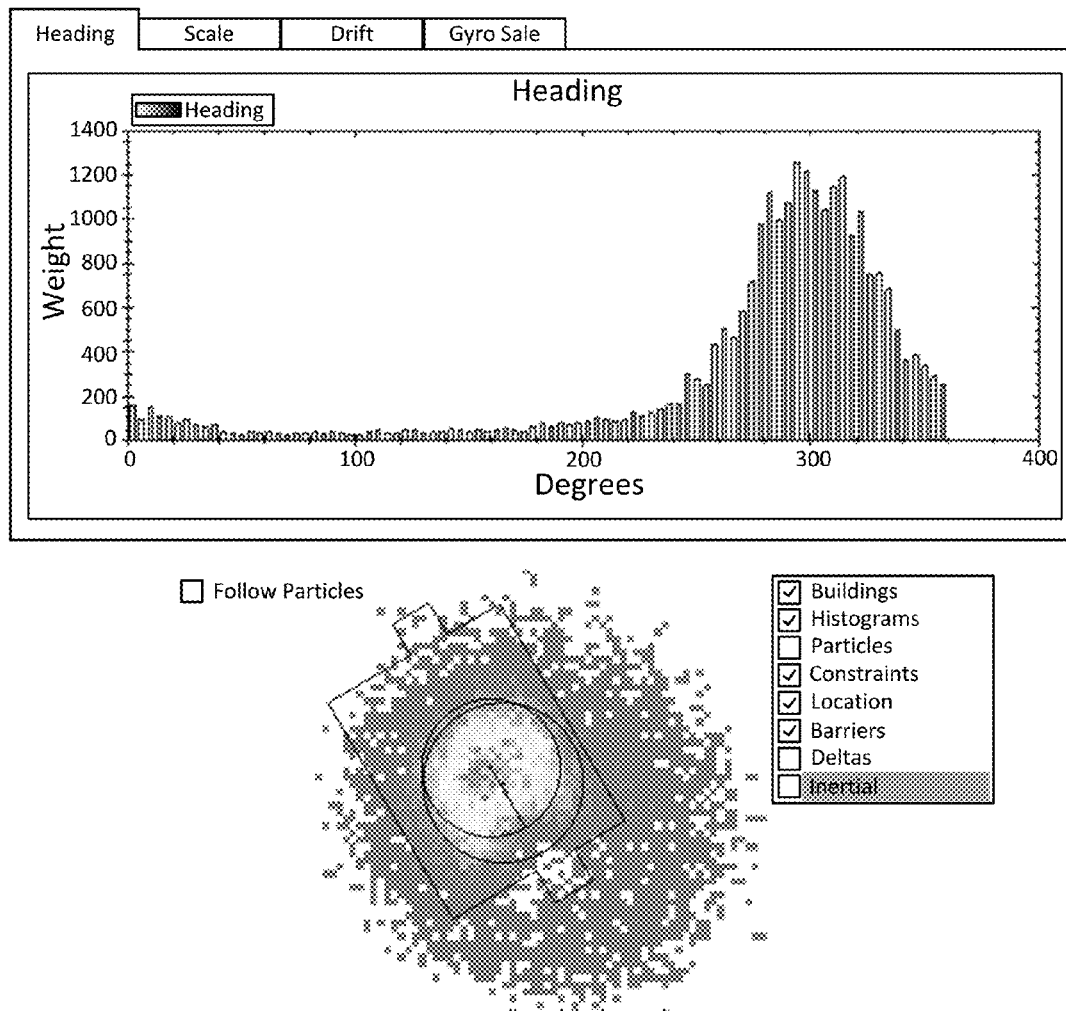 Heading Scale Drift Gyro Sale
Heading
Heading
1400
1200
1000
800
600
400
200
0
Weight
0 100 200 300 400
Degrees
Follow Particles
Buildings
Histograms
Particles
Constraints
Location
Barriers
Deltas
Inertial